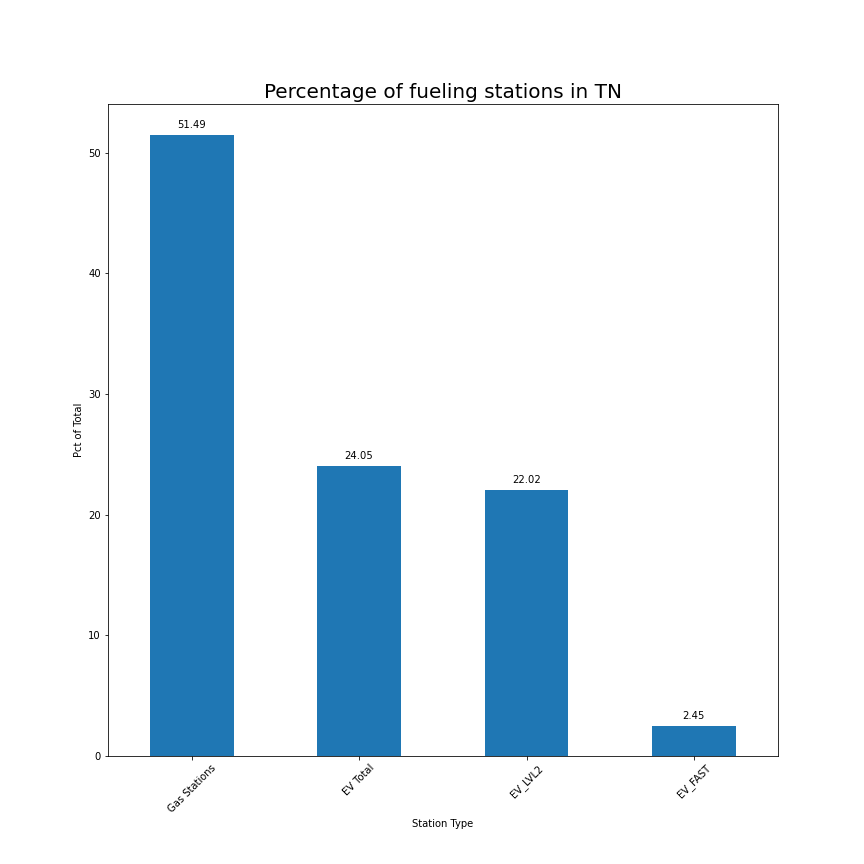 Percentage of fueling stations in TN
51.49
50
40
30
24.05
22.02
20
10
2.45
0
Pct of Total
Gas Stations
EV Total
EV_LVL2
EV_FAST
Station Type